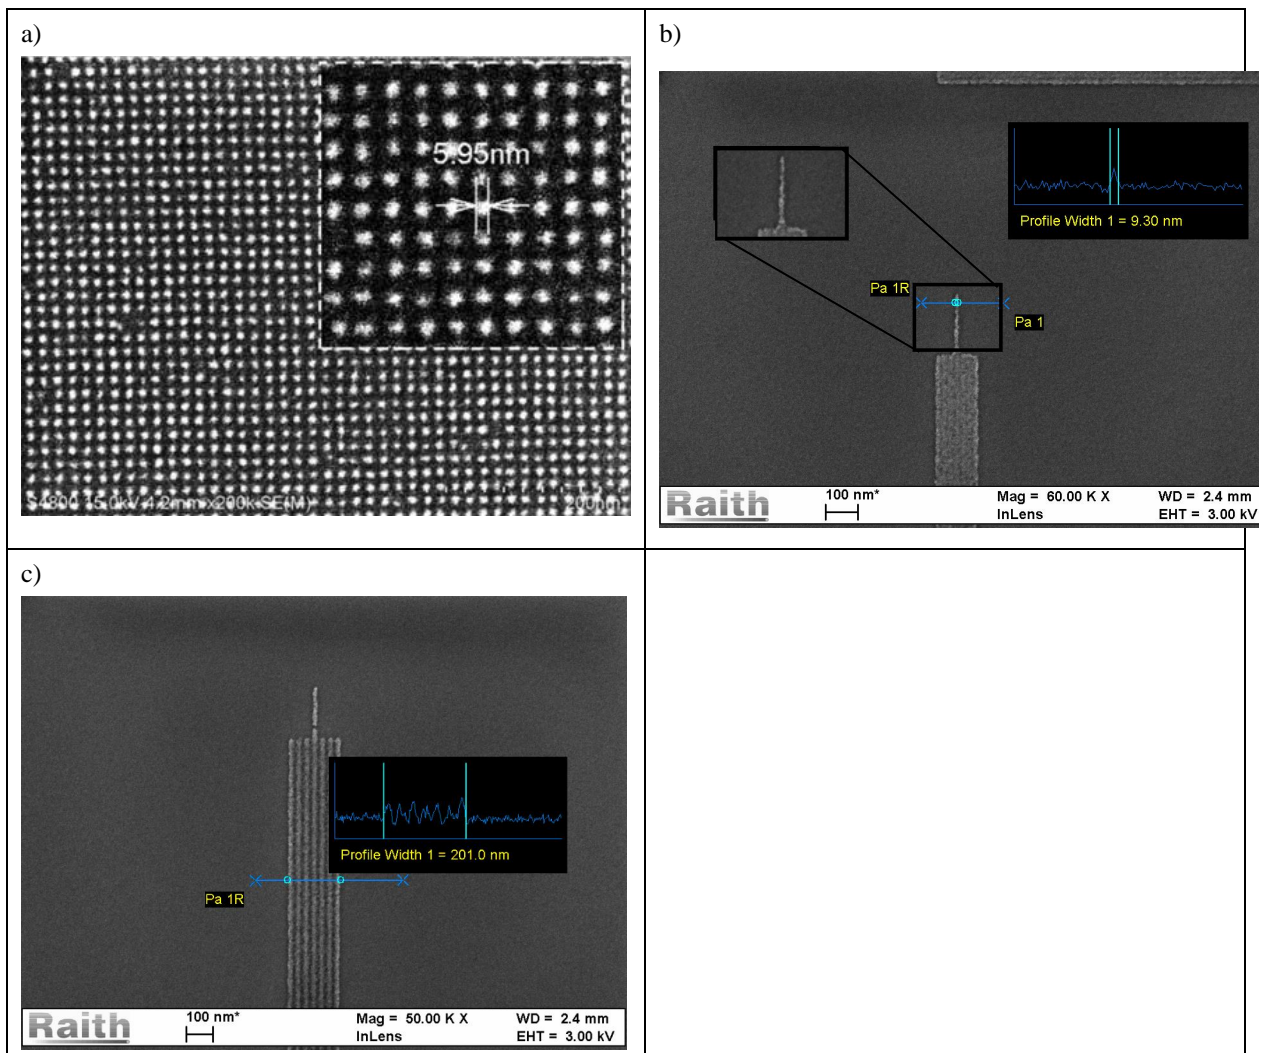 a)
5.95nm
S4800 15.0kV 4.2mm x200k SE(M)
200nm
b)
Profile Width 1 = 9.30 nm
Pa 1R
Pa 1
Raith
100 nm*
Mag = 60.00 K X
InLens
WD = 2.4 mm
EHT = 3.00 kV
c)
Profile Width 1 = 201.0 nm
Pa 1R
Raith
100 nm*
Mag = 50.00 K X
InLens
WD = 2.4 mm
EHT = 3.00 kV